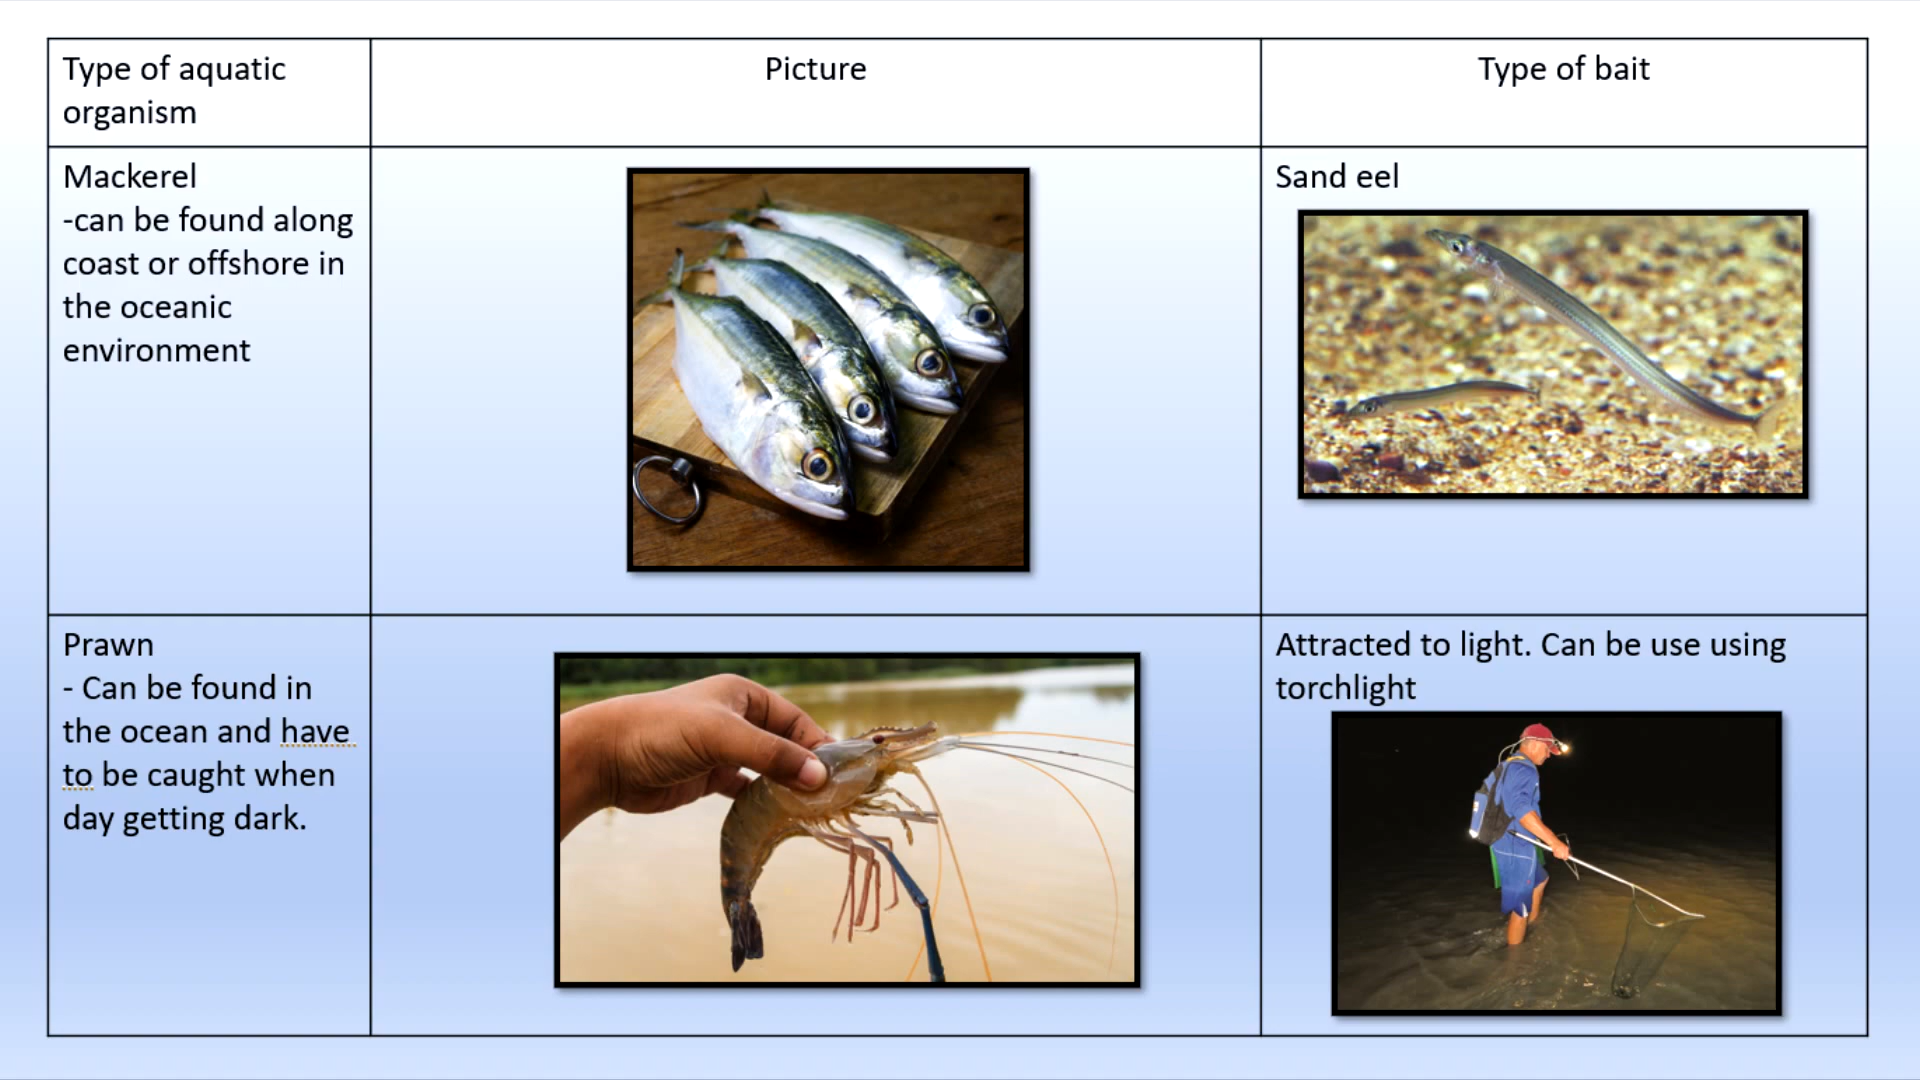 Type of aquatic
organism
Picture
Type of bait
Mackerel
-can be found along
coast or offshore in
the oceanic
environment
Sand eel
Prawn
- Can be found in
the ocean and have
to be caught when
day getting dark.
Attracted to light. Can be use using
torchlight